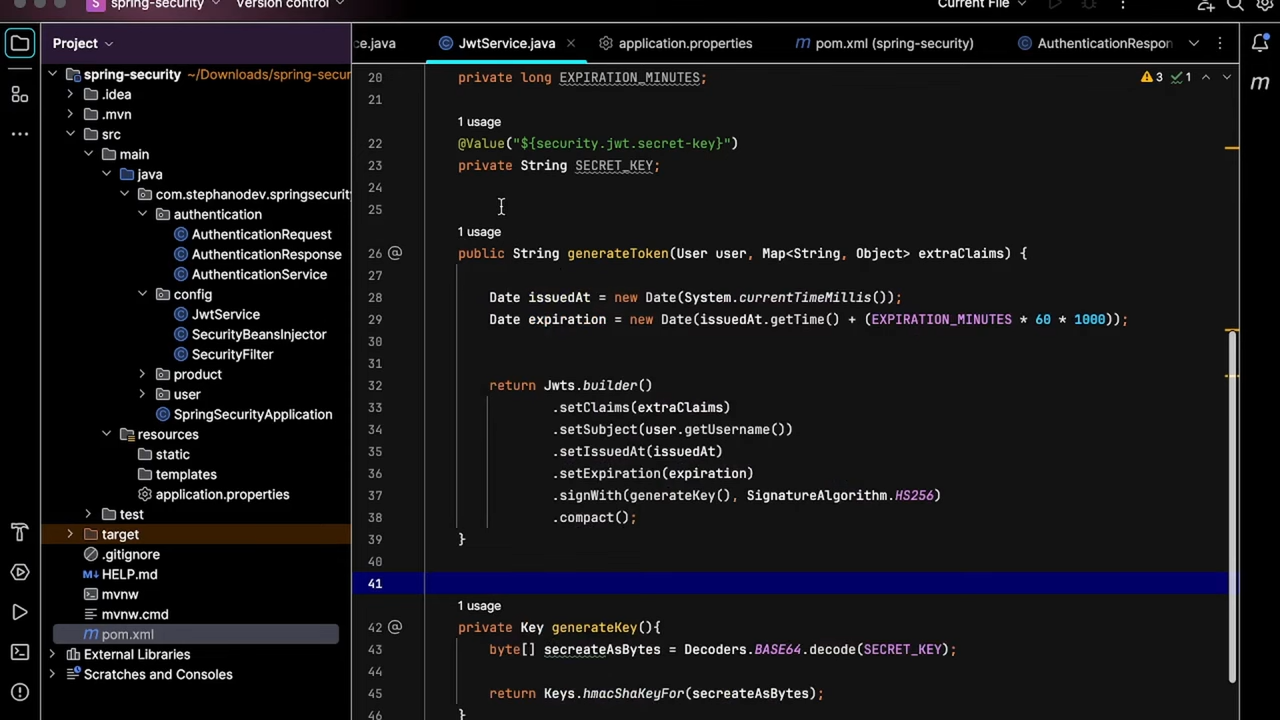 S spring-security Version control Current File
Project
ce.java JwtService.java application.properties pom.xml (spring-security) AuthenticationRespon
spring-security ~/Downloads/spring-secur
.idea
.mvn
src
main
java
com.stephanodev.springsecurity
authentication
AuthenticationRequest
AuthenticationResponse
AuthenticationService
config
JwtService
SecurityBeansInjector
SecurityFilter
product
user
SpringSecurityApplication
resources
static
templates
application.properties
test
target
.gitignore
HELP.md
mvnw
mvnw.cmd
pom.xml
External Libraries
Scratches and Consoles
3 1
20 private long EXPIRATION_MINUTES;
21
1 usage
22 @Value("${security.jwt.secret-key}")
23 private String SECRET_KEY;
24
25
1 usage
26 public String generateToken(User user, Map<String, Object> extraClaims) {
27
28 Date issuedAt = new Date(System.currentTimeMillis());
29 Date expiration = new Date(issuedAt.getTime() + (EXPIRATION_MINUTES * 60 * 1000));
30
31
32 return Jwts.builder()
33 .setClaims(extraClaims)
34 .setSubject(user.getUsername())
35 .setIssuedAt(issuedAt)
36 .setExpiration(expiration)
37 .signWith(generateKey(), SignatureAlgorithm.HS256)
38 .compact();
39 }
40
41
1 usage
42 private Key generateKey(){
43 byte[] secreateAsBytes = Decoders.BASE64.decode(SECRET_KEY);
44
45 return Keys.hmacShaKeyFor(secreateAsBytes);
46 }